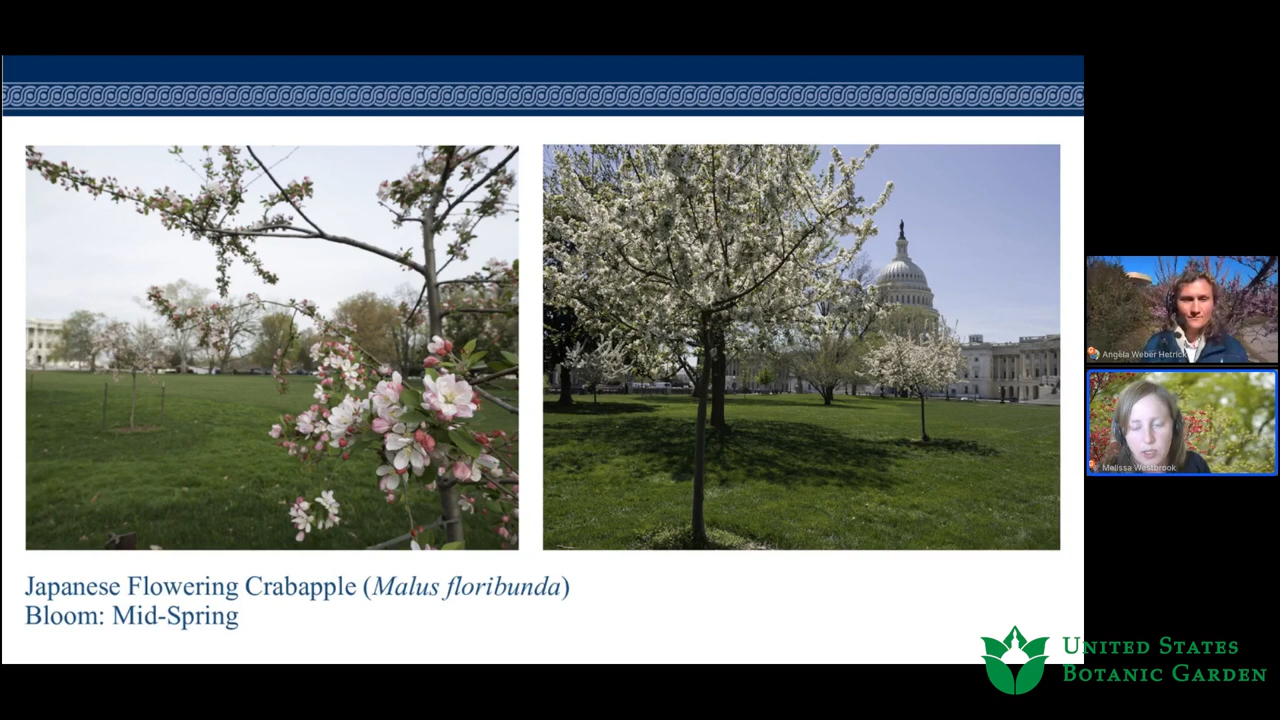 Japanese Flowering Crabapple (Malus floribunda)
Bloom: Mid-Spring
Angela Weber Hetrick
Melissa Westbrook
United States
Botanic Garden